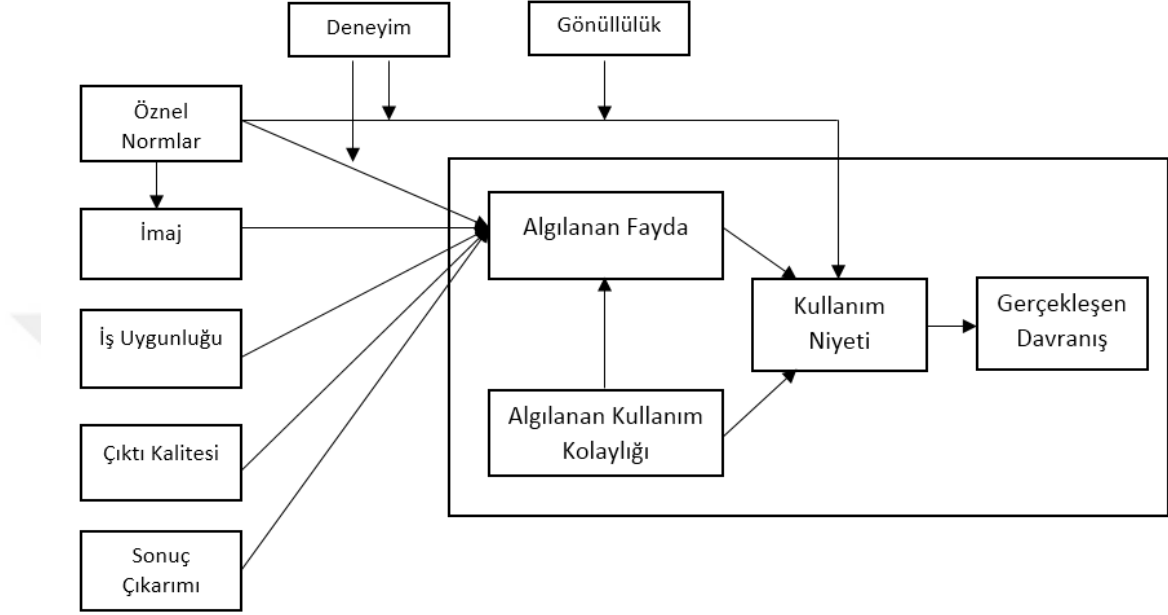 Deneyim
Gönüllülük
Öznel
Normlar
İmaj
Algılanan Fayda
İş Uygunluğu
Kullanım
Niyeti
Gerçekleşen
Davranış
Algılanan Kullanım
Kolaylığı
Çıktı Kalitesi
Sonuç
Çıkarımı